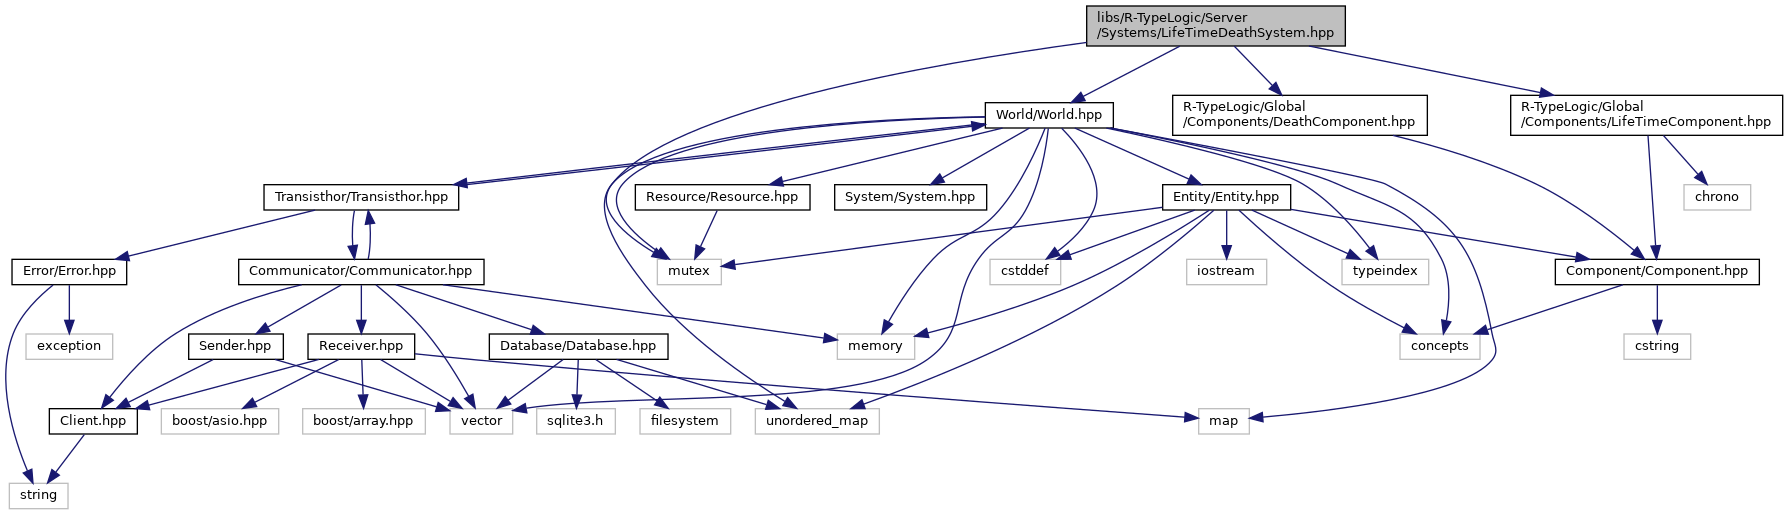 libs/R-TypeLogic/Server
/Systems/LifeTimeDeathSystem.hpp
World/World.hpp
R-TypeLogic/Global
/Components/DeathComponent.hpp
R-TypeLogic/Global
/Components/LifeTimeComponent.hpp
Transisthor/Transisthor.hpp
Resource/Resource.hpp
System/System.hpp
Entity/Entity.hpp
chrono
Error/Error.hpp
Communicator/Communicator.hpp
mutex
cstddef
iostream
typeindex
Component/Component.hpp
exception
Sender.hpp
Receiver.hpp
Database/Database.hpp
memory
concepts
cstring
Client.hpp
boost/asio.hpp
boost/array.hpp
vector
sqlite3.h
filesystem
unordered_map
map
string